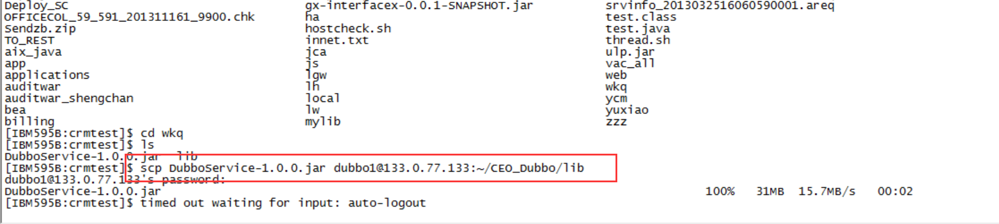 Deploy_SC gx-interfacex-0.0.1-SNAPSHOT.jar srvinfo_2013032516060590001.areq
OFFICECOL_59_591_201311161_9900.chk ha test.class
Sendzb.zip hostcheck.sh test.java
TO_REST innet.txt thread.sh
aix_java jca ulp.jar
app js vac_all
applications lgw web
auditwar lh wkq
auditwar_shengchan local ycm
bea lw yuxiao
billing mylib zzz
[IBM595B:crmtest]$ cd wkq
[IBM595B:crmtest]$ ls
DubboService-1.0.0.jar lib
[IBM595B:crmtest]$ scp DubboService-1.0.0.jar dubbo1@133.0.77.133:~/CEO_Dubbo/lib
dubbo1@133.0.77.133's password:
DubboService-1.0.0.jar 100% 31MB 15.7MB/s 00:02
[IBM595B:crmtest]$ timed out waiting for input: auto-logout